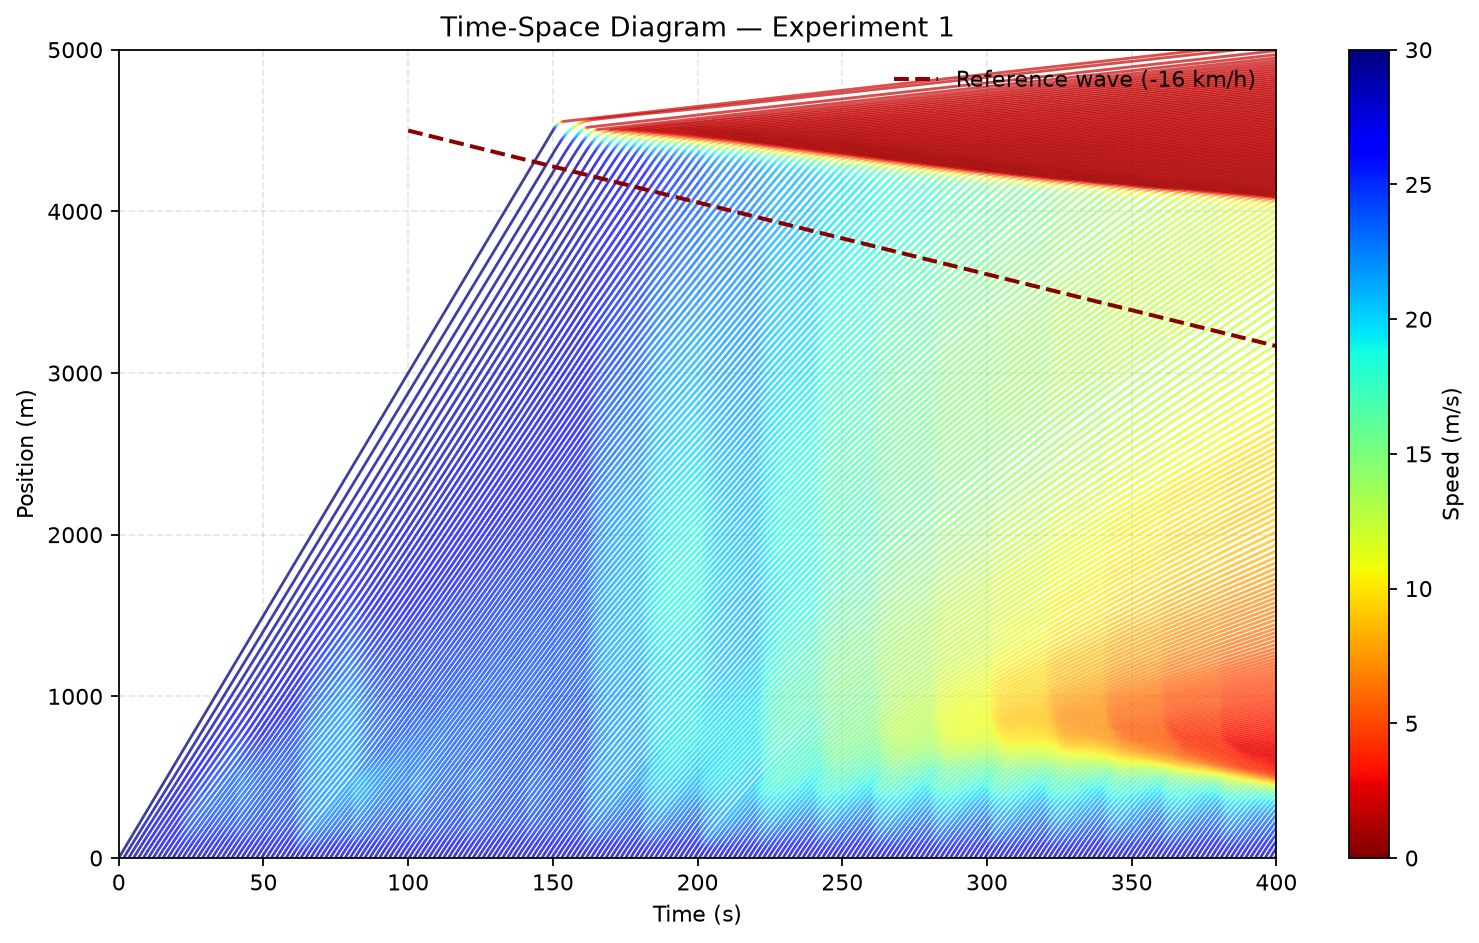 Time-Space Diagram — Experiment 1
Reference wave (-16 km/h)
Position (m)
5000
4000
3000
2000
1000
0
0 50 100 150 200 250 300 350 400
Time (s)
30
25
20
15
10
5
0
Speed (m/s)